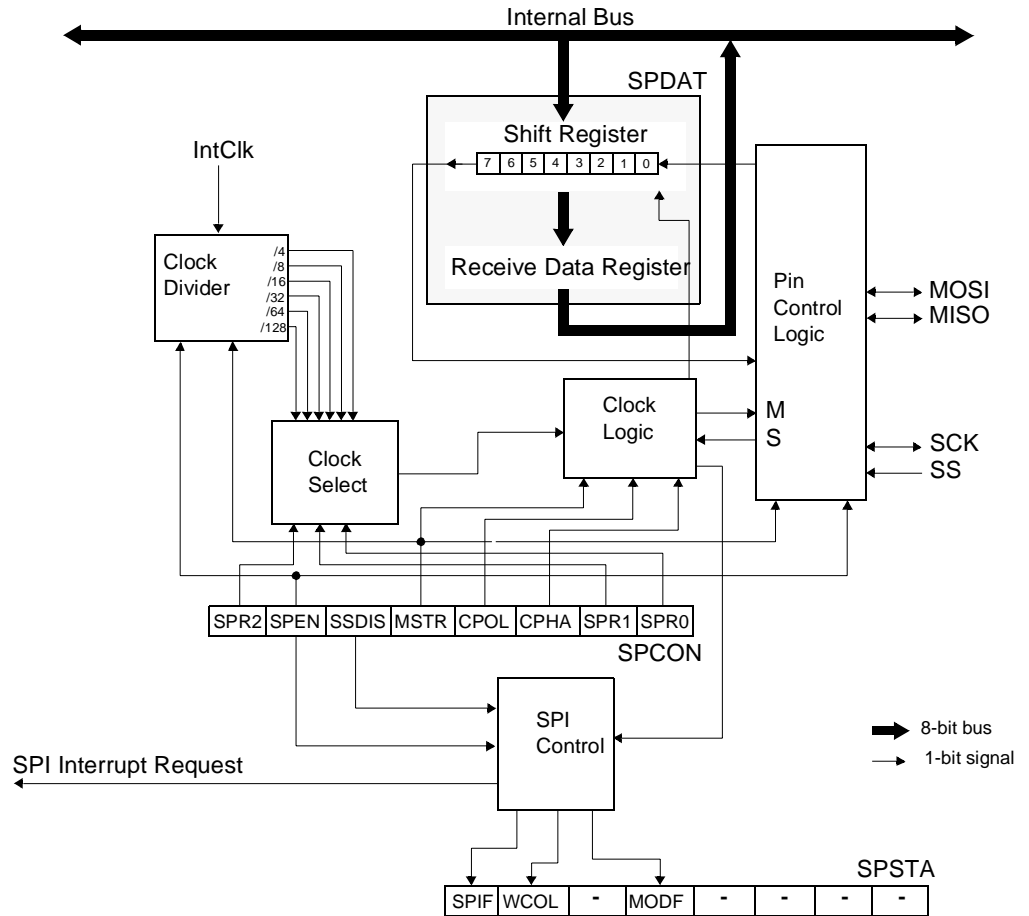 Internal Bus
SPDAT
Shift Register
IntClk
7 6 5 4 3 2 1 0
Clock
Divider
/4
/8
/16
/32
/64
/128
Receive Data Register
Pin
Control
Logic
MOSI
MISO
Clock
Logic
M
S
SCK
SS
Clock
Select
SPR2 SPEN SSDIS MSTR CPOL CPHA SPR1 SPR0
SPCON
SPI
Control
8-bit bus
1-bit signal
SPI Interrupt Request
SPSTA
SPIF WCOL - MODF - - - -